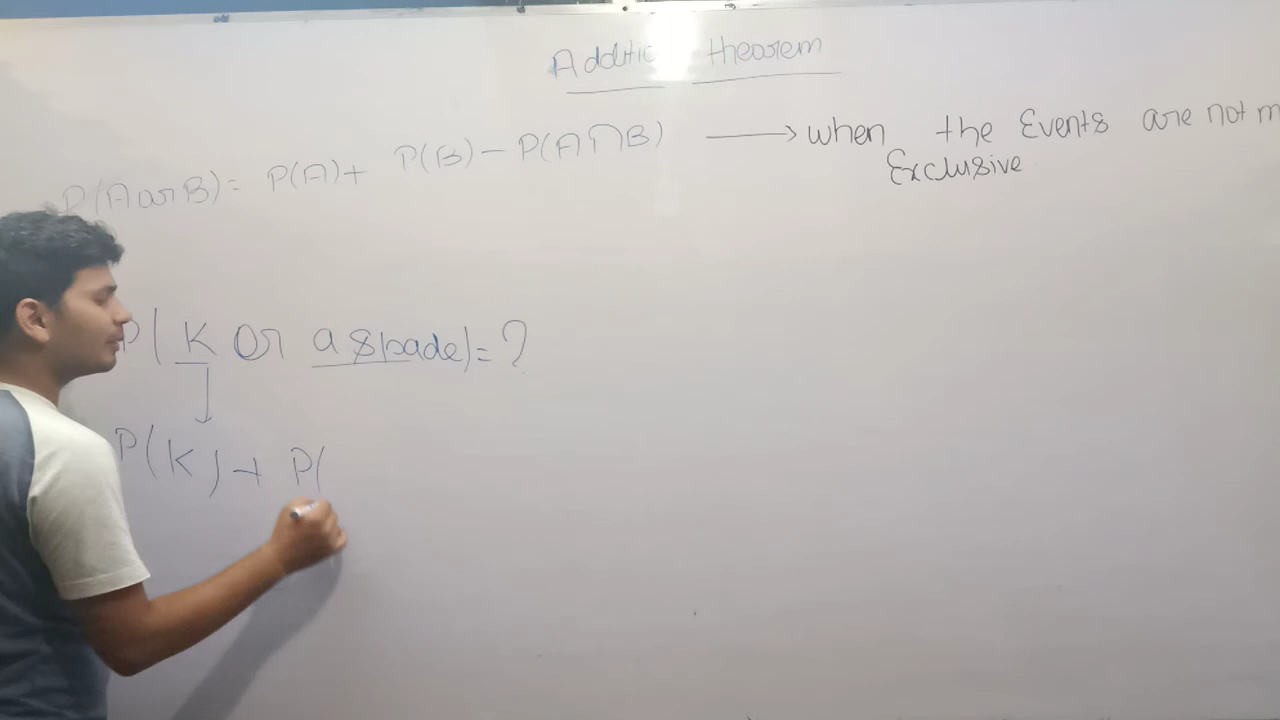 Additio theorem
P(A or B) = P(A) + P(B) - P(A∩B) → when the Events are not m
Exclusive
P( K or a spade) = ?
P(K) + P(